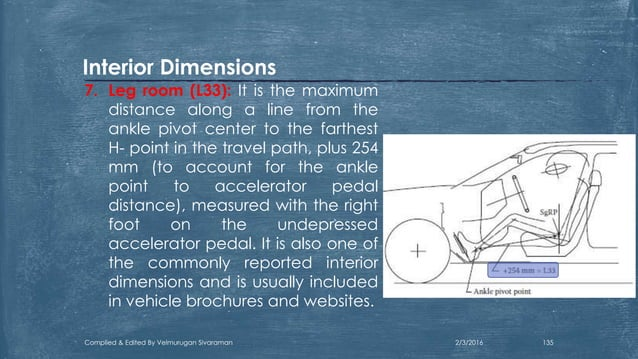 Interior Dimensions
7. Leg room (L33): It is the maximum
distance along a line from the
ankle pivot center to the farthest
H- point in the travel path, plus 254
mm (to account for the ankle
point to accelerator pedal
distance), measured with the right
foot on the undepressed
accelerator pedal. It is also one of
the commonly reported interior
dimensions and is usually included
in vehicle brochures and websites.
SgRP
+254 mm = L33
Ankle pivot point
Complied & Edited By Velmurugan Sivaraman
2/3/2016
135